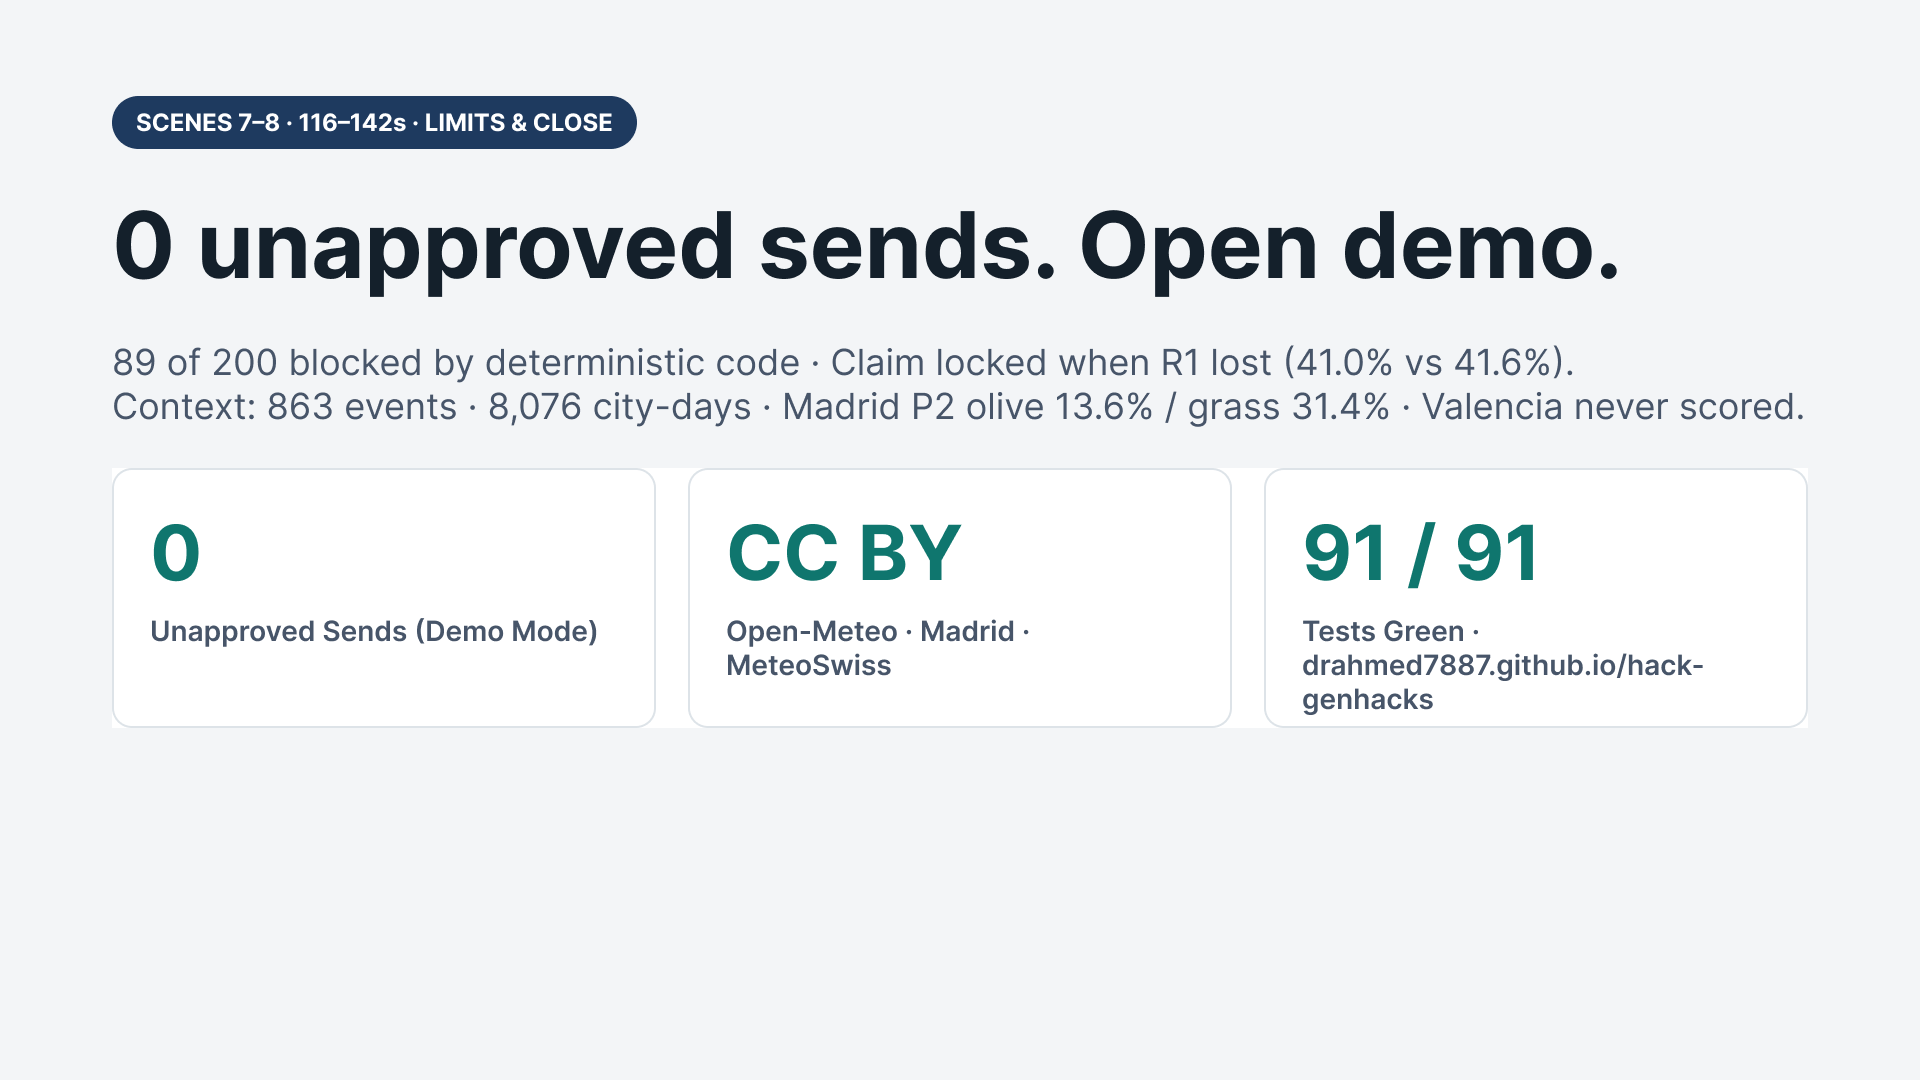 SCENES 7–8 · 116–142s · LIMITS & CLOSE
0 unapproved sends. Open demo.
89 of 200 blocked by deterministic code · Claim locked when R1 lost (41.0% vs 41.6%).
Context: 863 events · 8,076 city-days · Madrid P2 olive 13.6% / grass 31.4% · Valencia never scored.
0
Unapproved Sends (Demo Mode)
CC BY
Open-Meteo · Madrid ·
MeteoSwiss
91 / 91
Tests Green ·
drahmed7887.github.io/hack-
genhacks